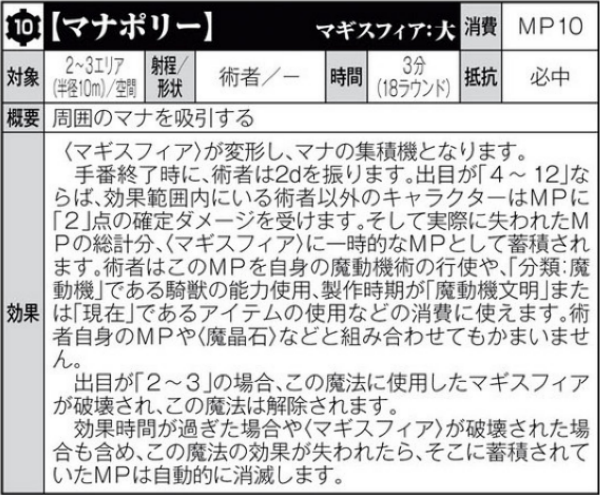 10【マナポリー】 マギスフィア:大 消費 MP10
対象 2～3エリア(半径10m)/空間 射程/形状 術者/－ 時間 3分(18ラウンド) 抵抗 必中
概要 周囲のマナを吸引する
効果
〈マギスフィア〉が変形し、マナの集積機となります。
手番終了時に、術者は2dを振ります。出目が「4～12」な
らば、効果範囲内にいる術者以外のキャラクターはMPに
「2」点の確定ダメージを受けます。そして実際に失われたM
Pの総計分、〈マギスフィア〉に一時的なMPとして蓄積され
ます。術者はこのMPを自身の魔動機術の行使や、「分類:魔
動機」である騎獣の能力使用、製作時期が「魔動機文明」また
は「現在」であるアイテムの使用などの消費に使えます。術
者自身のMPや〈魔晶石〉などと組み合わせてもかまいませ
ん。
出目が「2～3」の場合、この魔法に使用したマギスフィア
が破壊され、この魔法は解除されます。
効果時間が過ぎた場合や〈マギスフィア〉が破壊された場
合も含め、この魔法の効果が失われたら、そこに蓄積されて
いたMPは自動的に消滅します。